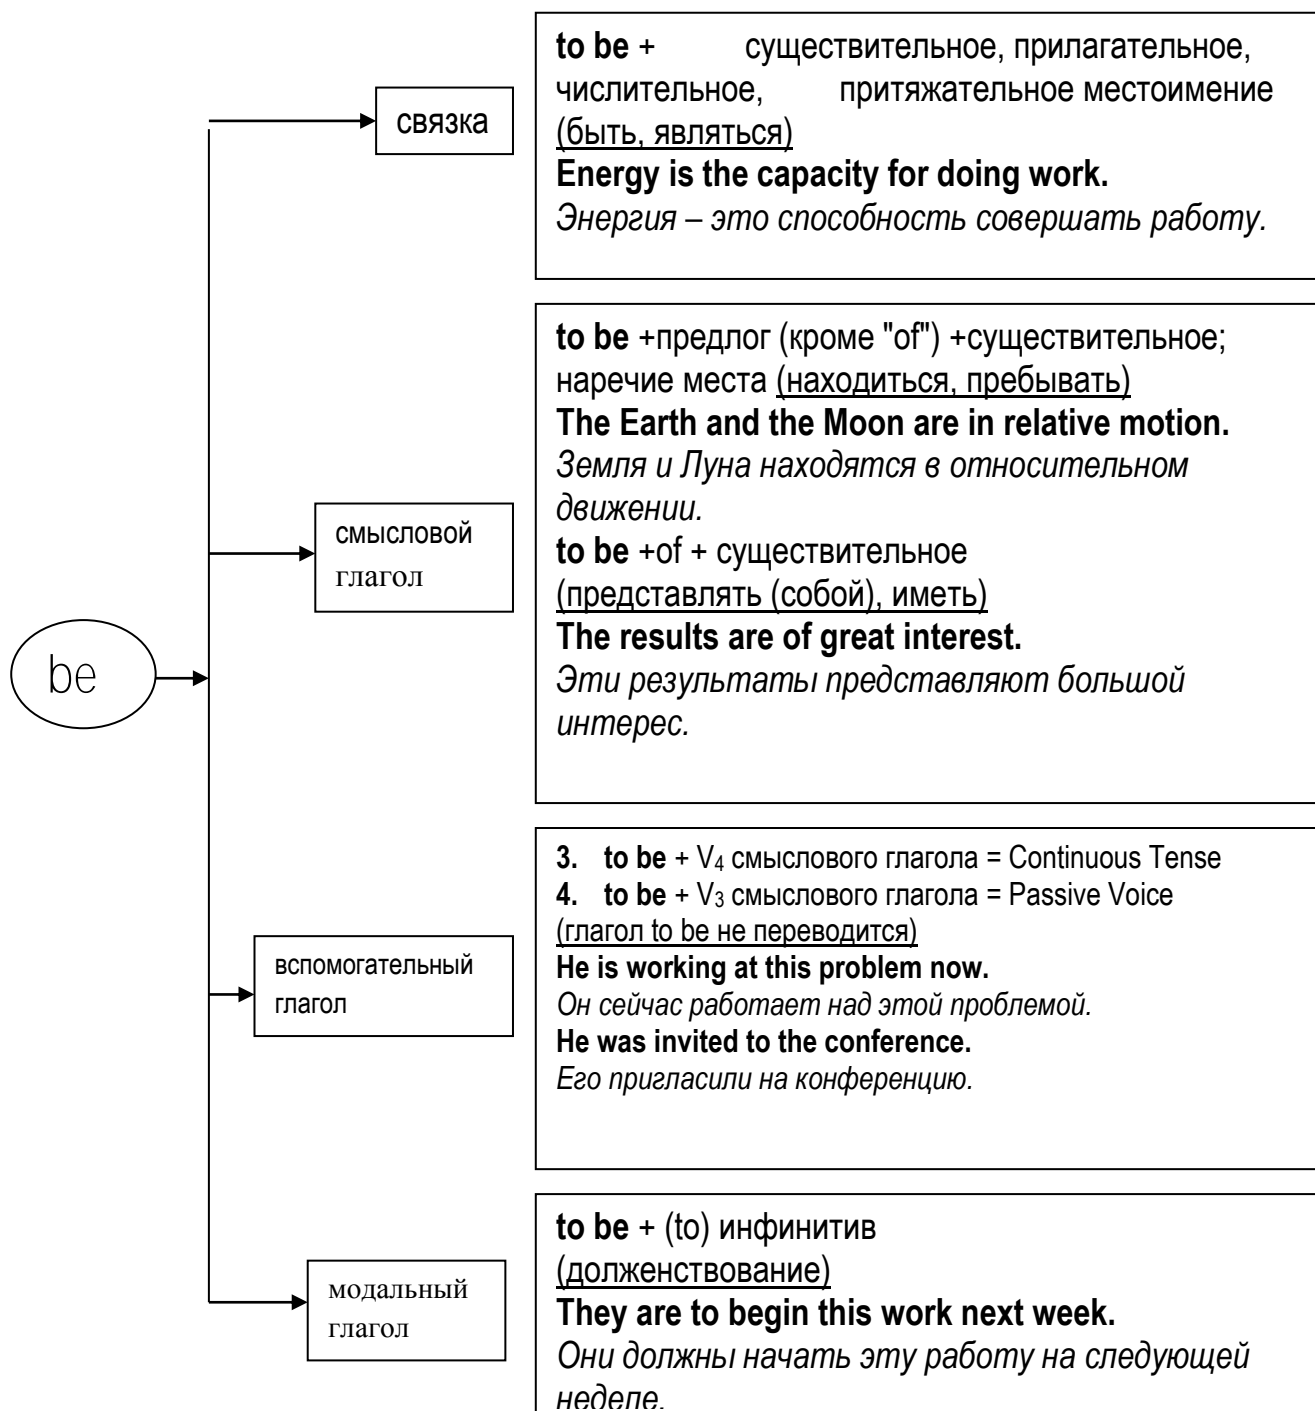 to be + существительное, прилагательное,
числительное, притяжательное местоимение
(быть, являться)
Energy is the capacity for doing work.
Энергия – это способность совершать работу.
связка
to be +предлог (кроме "of") +существительное;
наречие места (находиться, пребывать)
The Earth and the Moon are in relative motion.
Земля и Луна находятся в относительном
движении.
to be +of + существительное
(представлять (собой), иметь)
The results are of great interest.
Эти результаты представляют большой
интерес.
смысловой
глагол
be
3. to be + V4 смыслового глагола = Continuous Tense
4. to be + V3 смыслового глагола = Passive Voice
(глагол to be не переводится)
He is working at this problem now.
Он сейчас работает над этой проблемой.
He was invited to the conference.
Его пригласили на конференцию.
вспомогательный
глагол
to be + (to) инфинитив
(долженствование)
They are to begin this work next week.
Они должны начать эту работу на следующей
неделе.
модальный
глагол